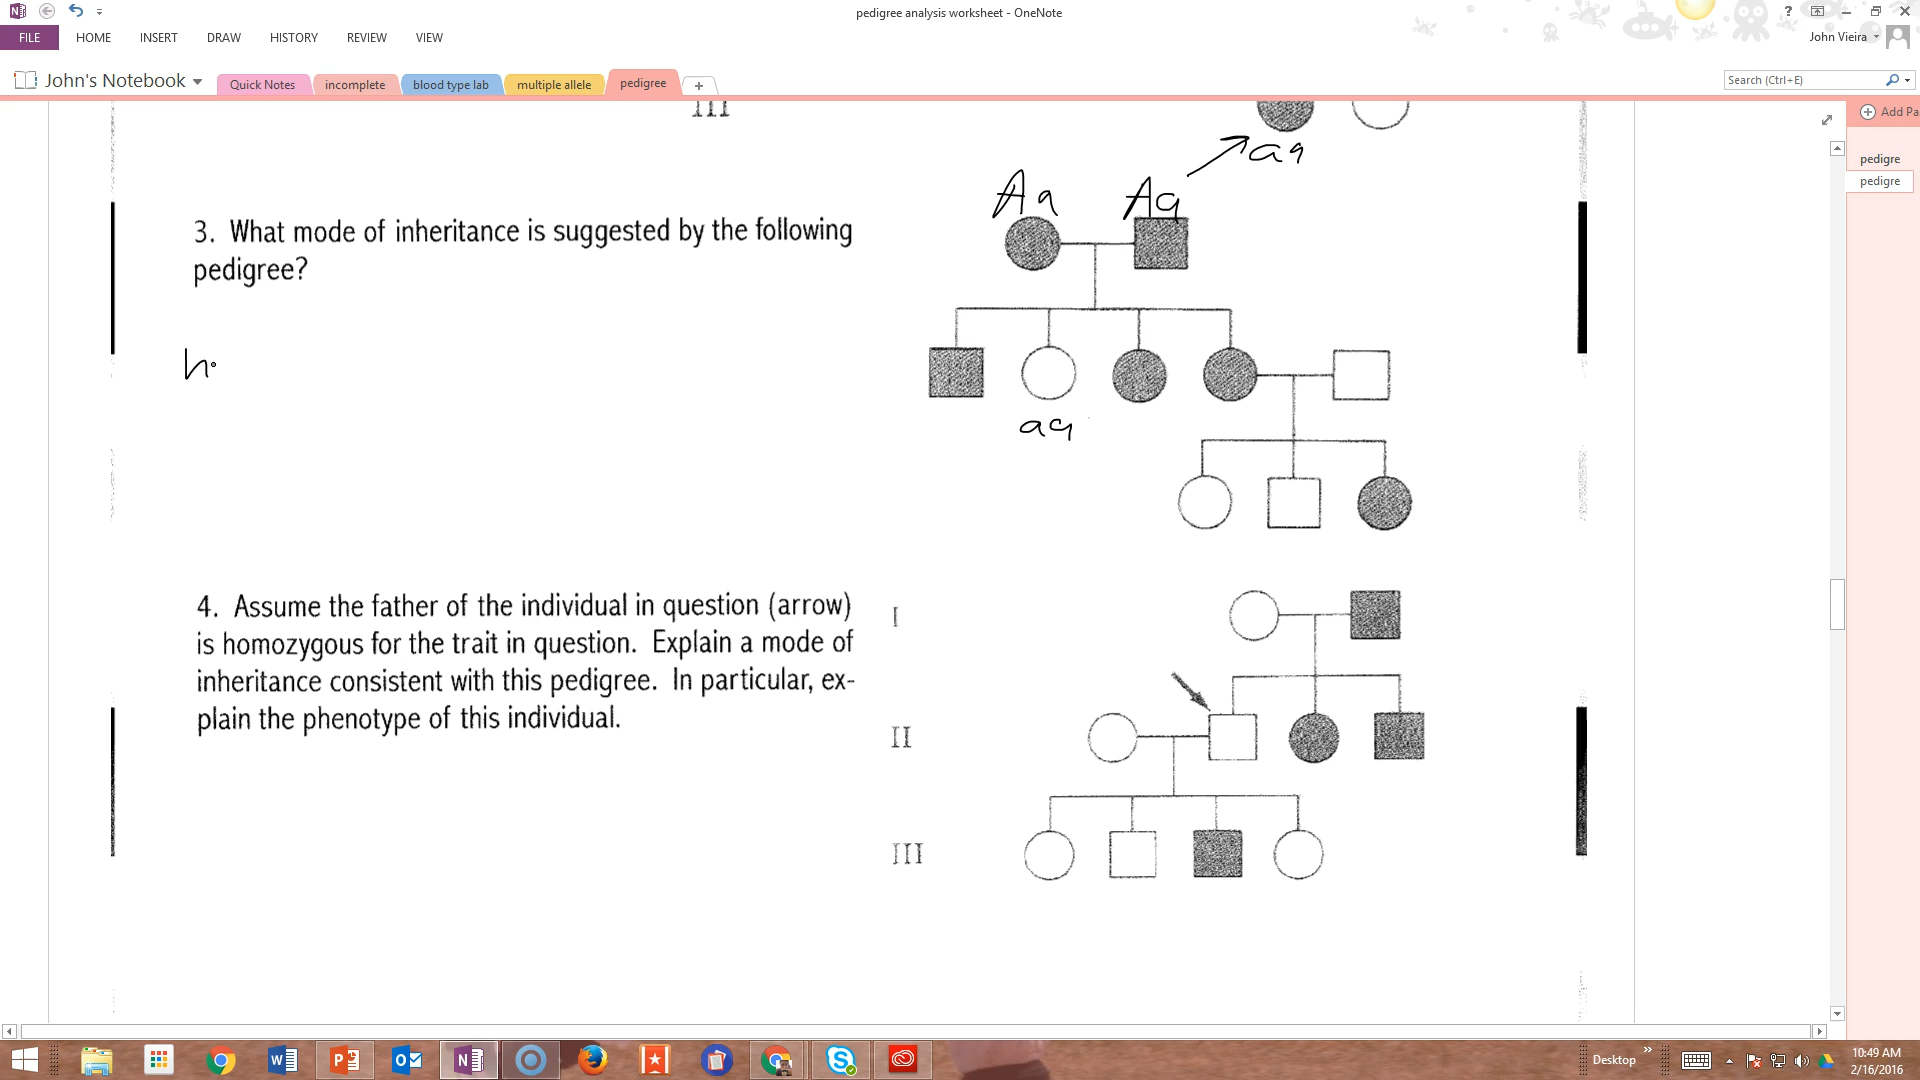 pedigree analysis worksheet - OneNote
?
FILE HOME INSERT DRAW HISTORY REVIEW VIEW
John Vieira
John's Notebook
Quick Notes incomplete blood type lab multiple allele pedigree +
Search (Ctrl+E)
Add Pa
pedigre
pedigre
III
aa
Aa Aa
3. What mode of inheritance is suggested by the following
pedigree?
aa
4. Assume the father of the individual in question (arrow)
is homozygous for the trait in question. Explain a mode of
inheritance consistent with this pedigree. In particular, ex-
plain the phenotype of this individual.
I
II
III
Desktop
10:49 AM
2/16/2016